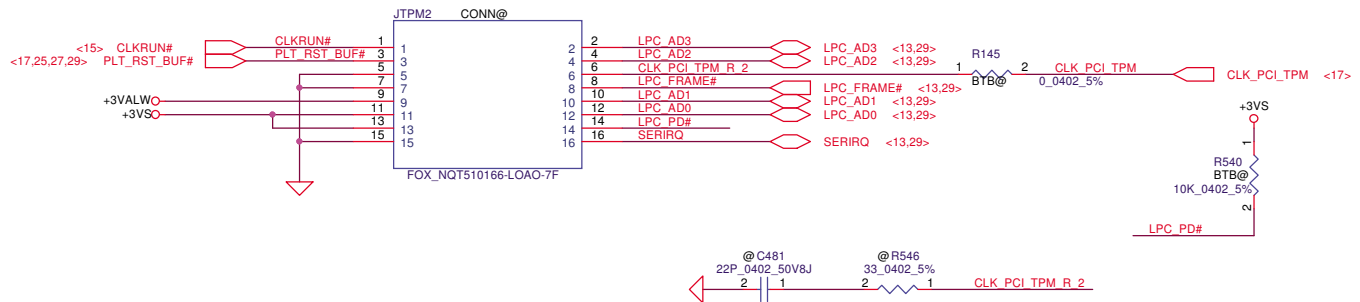 JTPM2 CONN@
<15> CLKRUN# CLKRUN# 1 1 2 2 LPC_AD3 LPC_AD3 <13,29>
<17,25,27,29> PLT_RST_BUF# PLT_RST_BUF# 3 3 4 4 LPC_AD2 LPC_AD2 <13,29>
5 5 6 6 CLK_PCI_TPM_R_2 1 R145 2 CLK_PCI_TPM CLK_PCI_TPM <17>
BTB@ 0_0402_5%
7 7 8 8 LPC_FRAME# LPC_FRAME# <13,29>
+3VALW 9 9 10 10 LPC_AD1 LPC_AD1 <13,29>
+3VS 11 11 12 12 LPC_AD0 LPC_AD0 <13,29>
13 13 14 14 LPC_PD#
15 15 16 16 SERIRQ SERIRQ <13,29>
FOX_NQT510166-LOAO-7F
+3VS
1
R540
BTB@
10K_0402_5%
2
LPC_PD#
@ C481 @ R546
22P_0402_50V8J 33_0402_5%
2 1 2 1 CLK_PCI_TPM_R_2